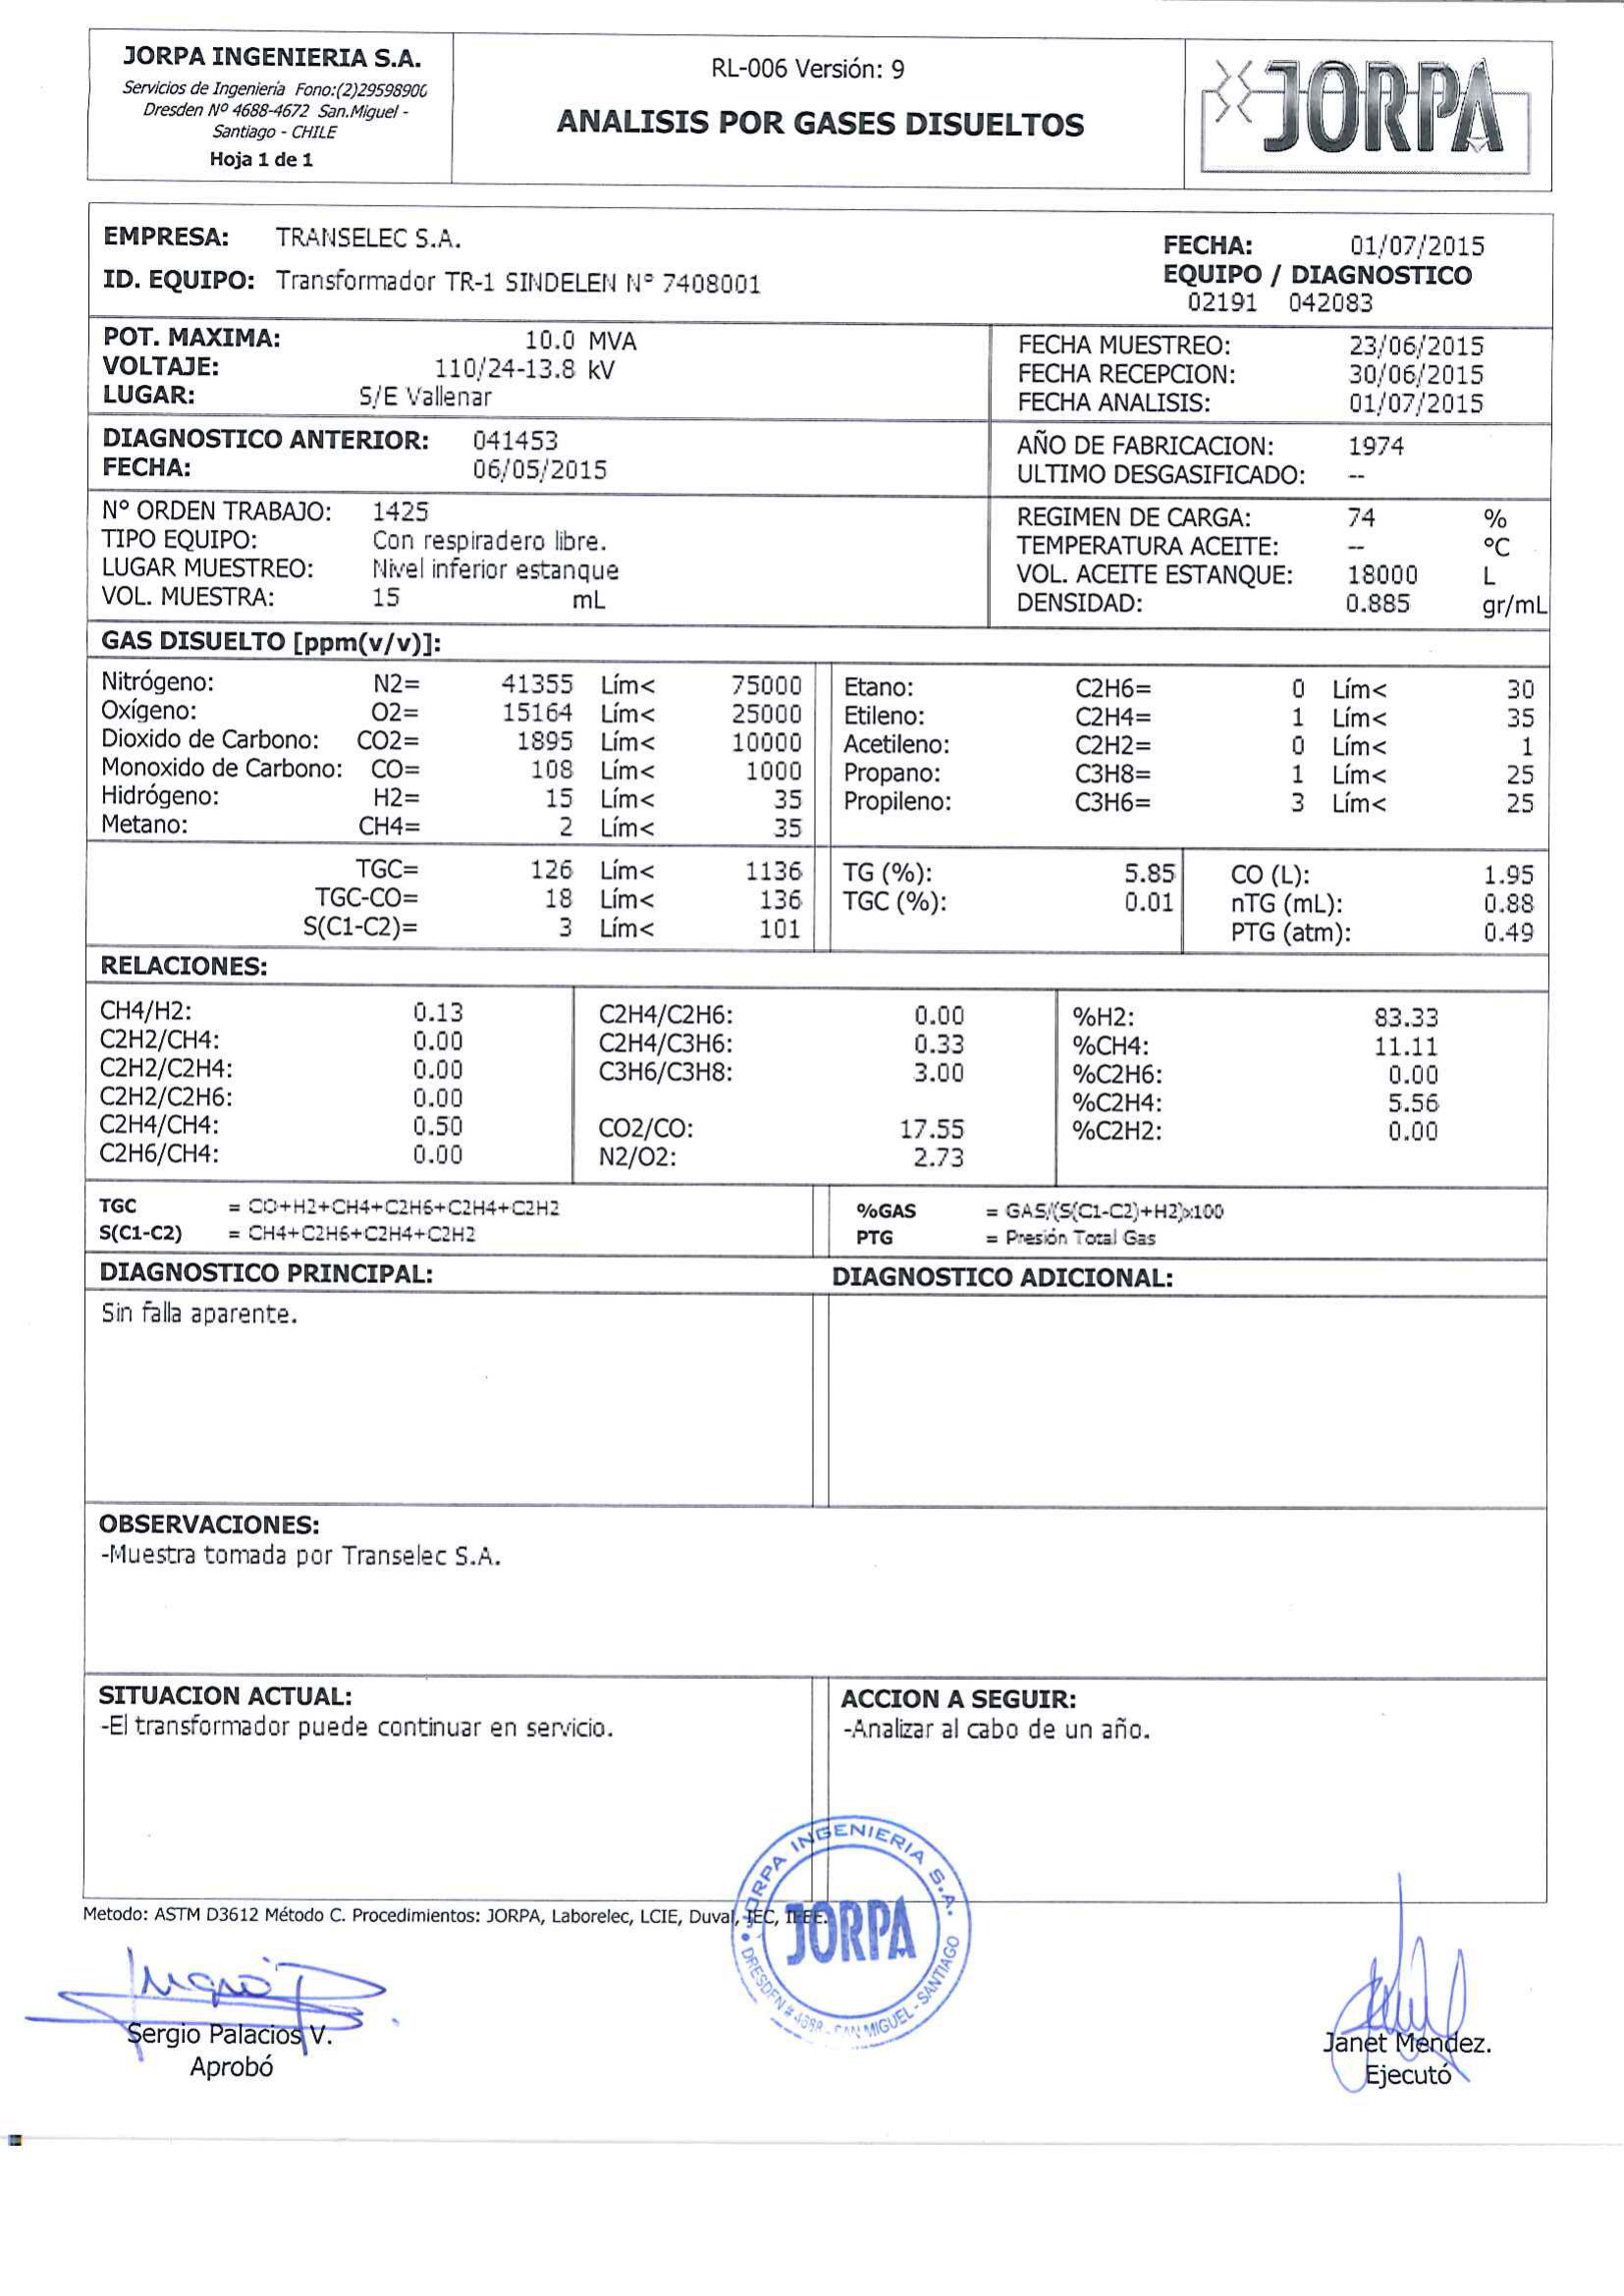 JORPA INGENIERIA S.A.
Servicios de Ingeniería Fono:(2)29598900
Dresden Nº 4688-4672 San.Miguel -
Santiago - CHILE
Hoja 1 de 1
RL-006 Versión: 9
ANALISIS POR GASES DISUELTOS
JORPA
EMPRESA: TRANSELEC S.A.
ID. EQUIPO: Transformador TR-1 SINDELEN Nº 7408001
FECHA: 01/07/2015
EQUIPO / DIAGNOSTICO
02191 042083
POT. MAXIMA: 10.0 MVA
VOLTAJE: 110/24-13.8 kV
LUGAR: S/E Vallenar
FECHA MUESTREO: 23/06/2015
FECHA RECEPCION: 30/06/2015
FECHA ANALISIS: 01/07/2015
DIAGNOSTICO ANTERIOR: 041453
FECHA: 06/05/2015
AÑO DE FABRICACION: 1974
ULTIMO DESGASIFICADO: --
Nº ORDEN TRABAJO: 1425
TIPO EQUIPO: Con respiradero libre.
LUGAR MUESTREO: Nivel inferior estanque
VOL. MUESTRA: 15 mL
REGIMEN DE CARGA: 74 %
TEMPERATURA ACEITE: -- ºC
VOL. ACEITE ESTANQUE: 18000 L
DENSIDAD: 0.885 gr/mL
GAS DISUELTO [ppm(v/v)]:
Nitrógeno: N2= 41355 Lím< 75000
Oxígeno: O2= 15164 Lím< 25000
Dioxido de Carbono: CO2= 1895 Lím< 10000
Monoxido de Carbono: CO= 108 Lím< 1000
Hidrógeno: H2= 15 Lím< 35
Metano: CH4= 2 Lím< 35
Etano: C2H6= 0 Lím< 30
Etileno: C2H4= 1 Lím< 35
Acetileno: C2H2= 0 Lím< 1
Propano: C3H8= 1 Lím< 25
Propileno: C3H6= 3 Lím< 25
TGC= 126 Lím< 1136
TGC-CO= 18 Lím< 136
S(C1-C2)= 3 Lím< 101
TG (%): 5.85
TGC (%): 0.01
CO (L): 1.95
nTG (mL): 0.88
PTG (atm): 0.49
RELACIONES:
CH4/H2: 0.13
C2H2/CH4: 0.00
C2H2/C2H4: 0.00
C2H2/C2H6: 0.00
C2H4/CH4: 0.50
C2H6/CH4: 0.00
C2H4/C2H6: 0.00
C2H4/C3H6: 0.33
C3H6/C3H8: 3.00
CO2/CO: 17.55
N2/O2: 2.73
%H2: 83.33
%CH4: 11.11
%C2H6: 0.00
%C2H4: 5.56
%C2H2: 0.00
TGC = CO+H2+CH4+C2H6+C2H4+C2H2
S(C1-C2) = CH4+C2H6+C2H4+C2H2
%GAS = GAS/(S(C1-C2)+H2)x100
PTG = Presión Total Gas
DIAGNOSTICO PRINCIPAL:
Sin falla aparente.
DIAGNOSTICO ADICIONAL:
OBSERVACIONES:
-Muestra tomada por Transelec S.A.
SITUACION ACTUAL:
-El transformador puede continuar en servicio.
ACCION A SEGUIR:
-Analizar al cabo de un año.
Metodo: ASTM D3612 Método C. Procedimientos: JORPA, Laborelec, LCIE, Duval, IEC, IEEE.
JORPA INGENIERIA S.A.
JORPA
DRESDEN # 4688 - SAN MIGUEL - SANTIAGO
Sergio Palacios V.
Aprobó
Janet Mendez.
Ejecutó